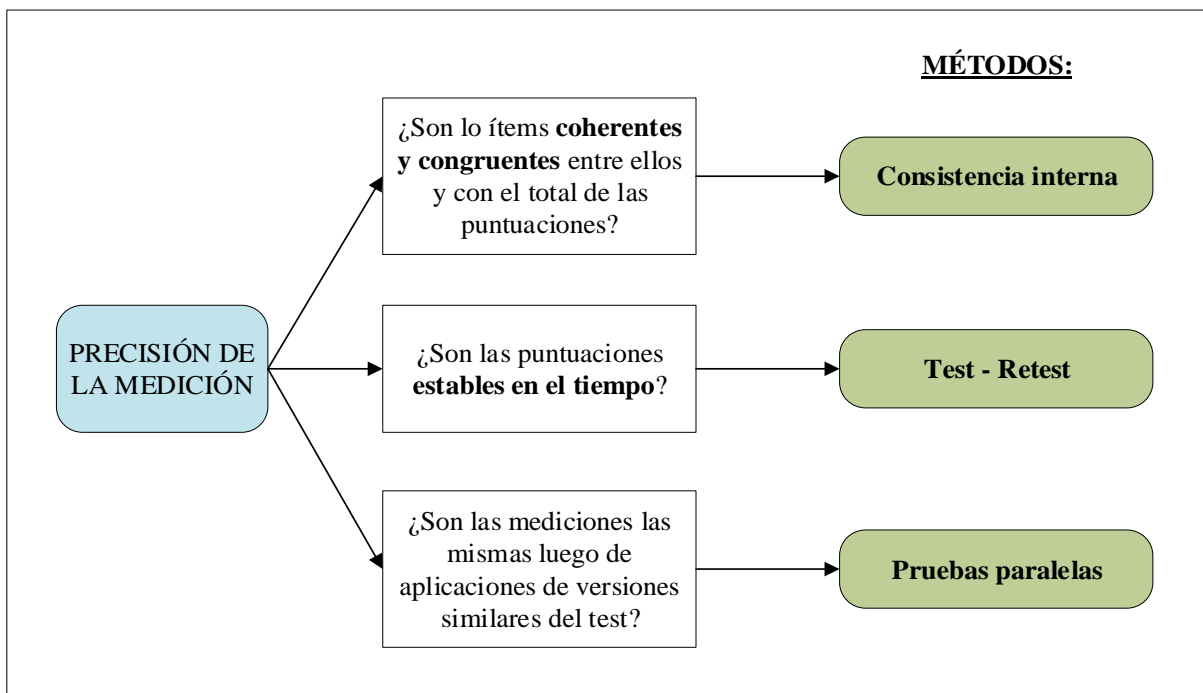 MÉTODOS:
¿Son lo ítems coherentes
y congruentes entre ellos
y con el total de las
puntuaciones?
Consistencia interna
PRECISIÓN DE
LA MEDICIÓN
¿Son las puntuaciones
estables en el tiempo?
Test - Retest
¿Son las mediciones las
mismas luego de
aplicaciones de versiones
similares del test?
Pruebas paralelas